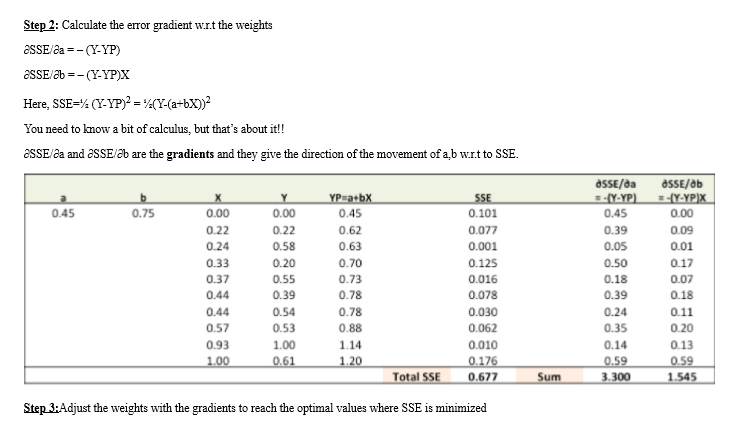 Step 2: Calculate the error gradient w.r.t the weights
∂SSE/∂a = – (Y-YP)
∂SSE/∂b = – (Y-YP)X
Here, SSE=½ (Y-YP)² = ½(Y-(a+bX))²
You need to know a bit of calculus, but that's about it!!
∂SSE/∂a and ∂SSE/∂b are the gradients and they give the direction of the movement of a,b w.r.t to SSE.
a b X Y YP=a+bX SSE ∂SSE/∂a = -(Y-YP) ∂SSE/∂b = -(Y-YP)X
0.45 0.75 0.00 0.00 0.45 0.101 0.45 0.00
0.22 0.22 0.62 0.077 0.39 0.09
0.24 0.58 0.63 0.001 0.05 0.01
0.33 0.20 0.70 0.125 0.50 0.17
0.37 0.55 0.73 0.016 0.18 0.07
0.44 0.39 0.78 0.078 0.39 0.18
0.44 0.54 0.78 0.030 0.24 0.11
0.57 0.53 0.88 0.062 0.35 0.20
0.93 1.00 1.14 0.010 0.14 0.13
1.00 0.61 1.20 0.176 0.59 0.59
Total SSE 0.677 Sum 3.300 1.545
Step 3:Adjust the weights with the gradients to reach the optimal values where SSE is minimized